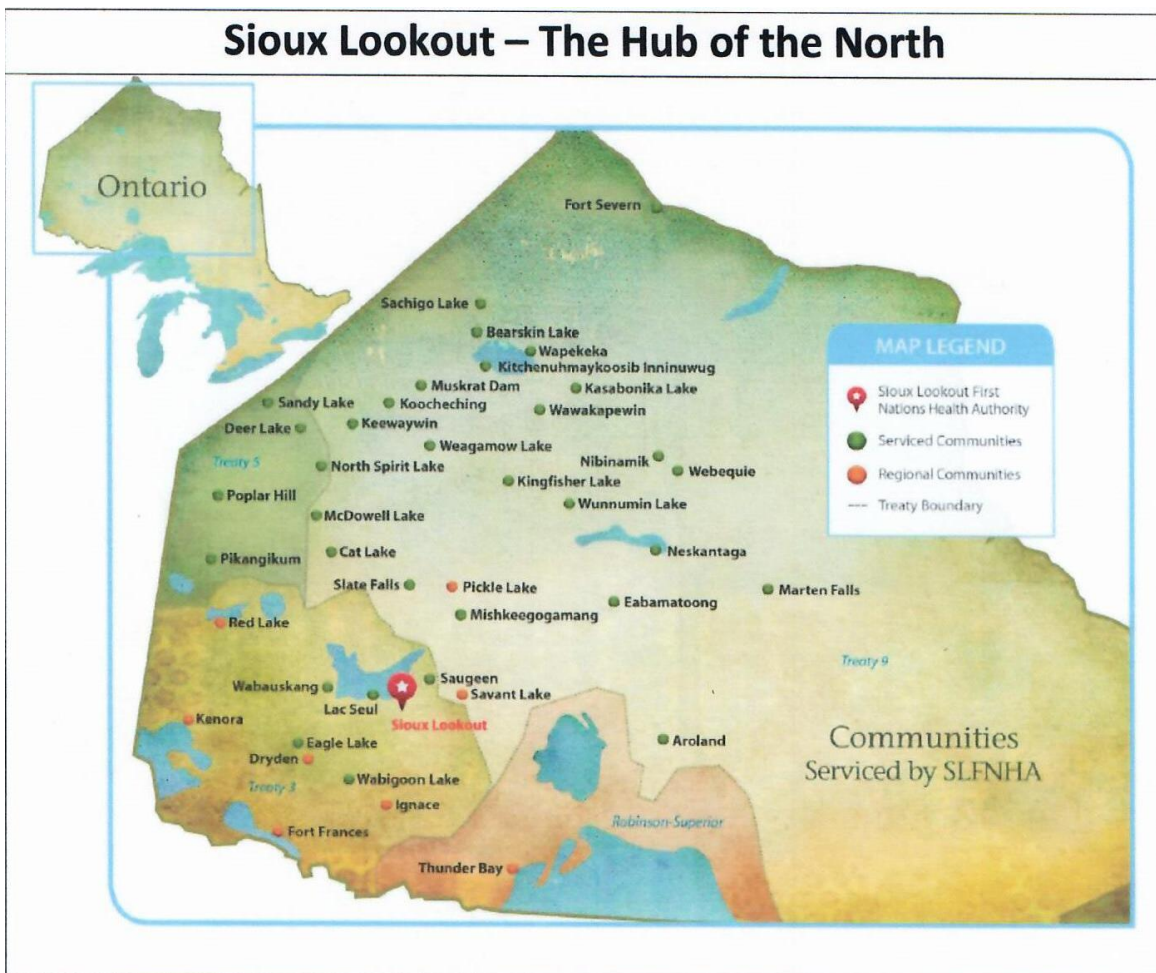 Sioux Lookout – The Hub of the North
Ontario
Fort Severn
Sachigo Lake
Bearskin Lake
Wapekeka
Kitchenuhmaykoosib Inninuwug
Muskrat Dam
Kasabonika Lake
Sandy Lake
Koocheching
Wawakapewin
Deer Lake
Keewaywin
Weagamow Lake
Treaty 5
North Spirit Lake
Nibinamik
Webequie
Kingfisher Lake
Poplar Hill
Wunnumin Lake
McDowell Lake
Cat Lake
Neskantaga
Pikangikum
Slate Falls
Pickle Lake
Marten Falls
Eabamatoong
Mishkeegogamang
Red Lake
Treaty 9
Saugeen
Wabauskang
Savant Lake
Lac Seul
Sioux Lookout
Kenora
Eagle Lake
Aroland
Dryden
Wabigoon Lake
Treaty 3
Ignace
Fort Frances
Robinson-Superior
Thunder Bay
MAP LEGEND
Sioux Lookout First
Nations Health Authority
Serviced Communities
Regional Communities
Treaty Boundary
Communities
Serviced by SLFNHA